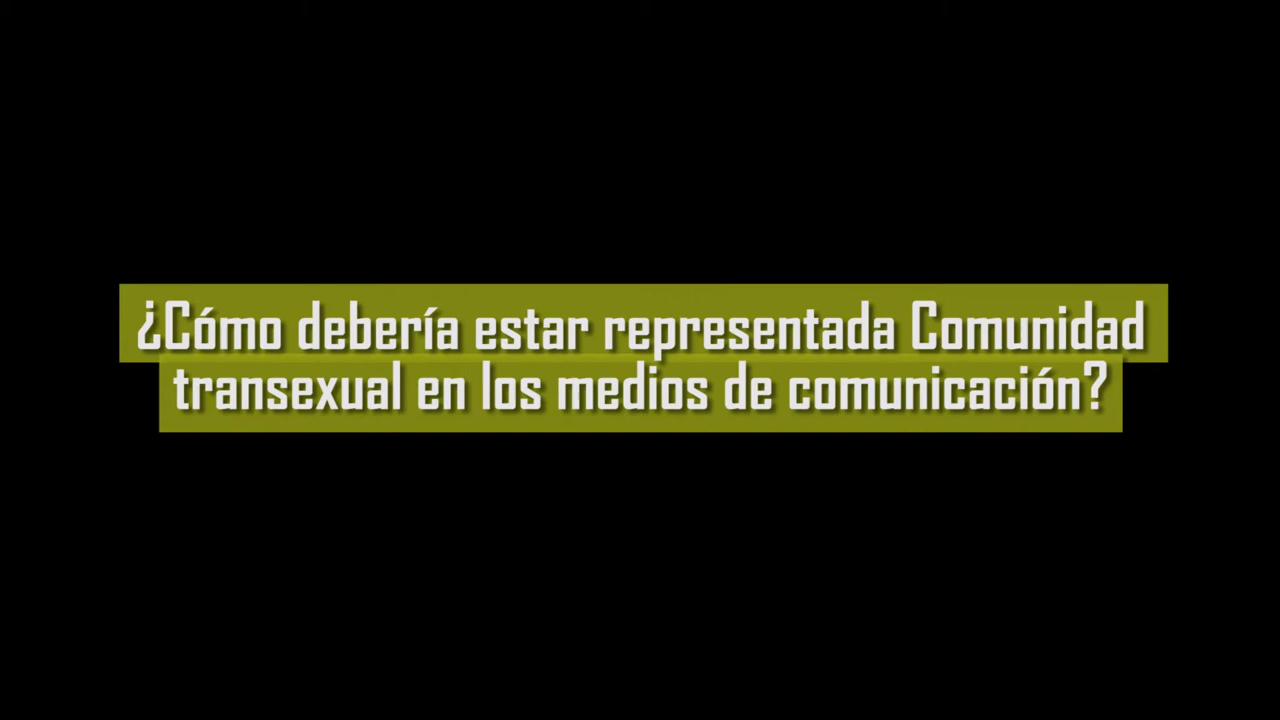 ¿Cómo debería estar representada Comunidad
transexual en los medios de comunicación?